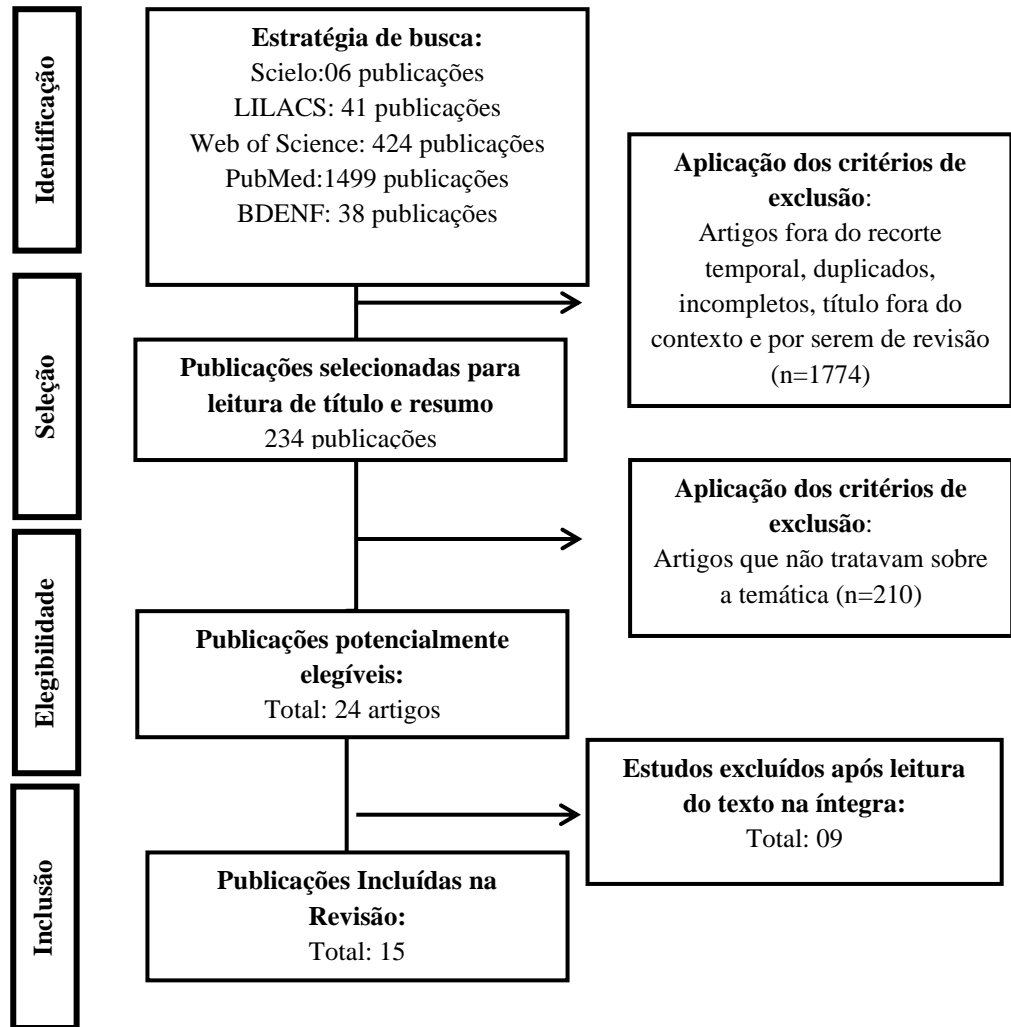 Identificação
Estratégia de busca:
Scielo:06 publicações
LILACS: 41 publicações
Web of Science: 424 publicações
PubMed:1499 publicações
BDENF: 38 publicações
Aplicação dos critérios de
exclusão:
Artigos fora do recorte
temporal, duplicados,
incompletos, título fora do
contexto e por serem de revisão
(n=1774)
Seleção
Publicações selecionadas para
leitura de título e resumo
234 publicações
Aplicação dos critérios de
exclusão:
Artigos que não tratavam sobre
a temática (n=210)
Elegibilidade
Publicações potencialmente
elegíveis:
Total: 24 artigos
Estudos excluídos após leitura
do texto na íntegra:
Total: 09
Inclusão
Publicações Incluídas na
Revisão:
Total: 15